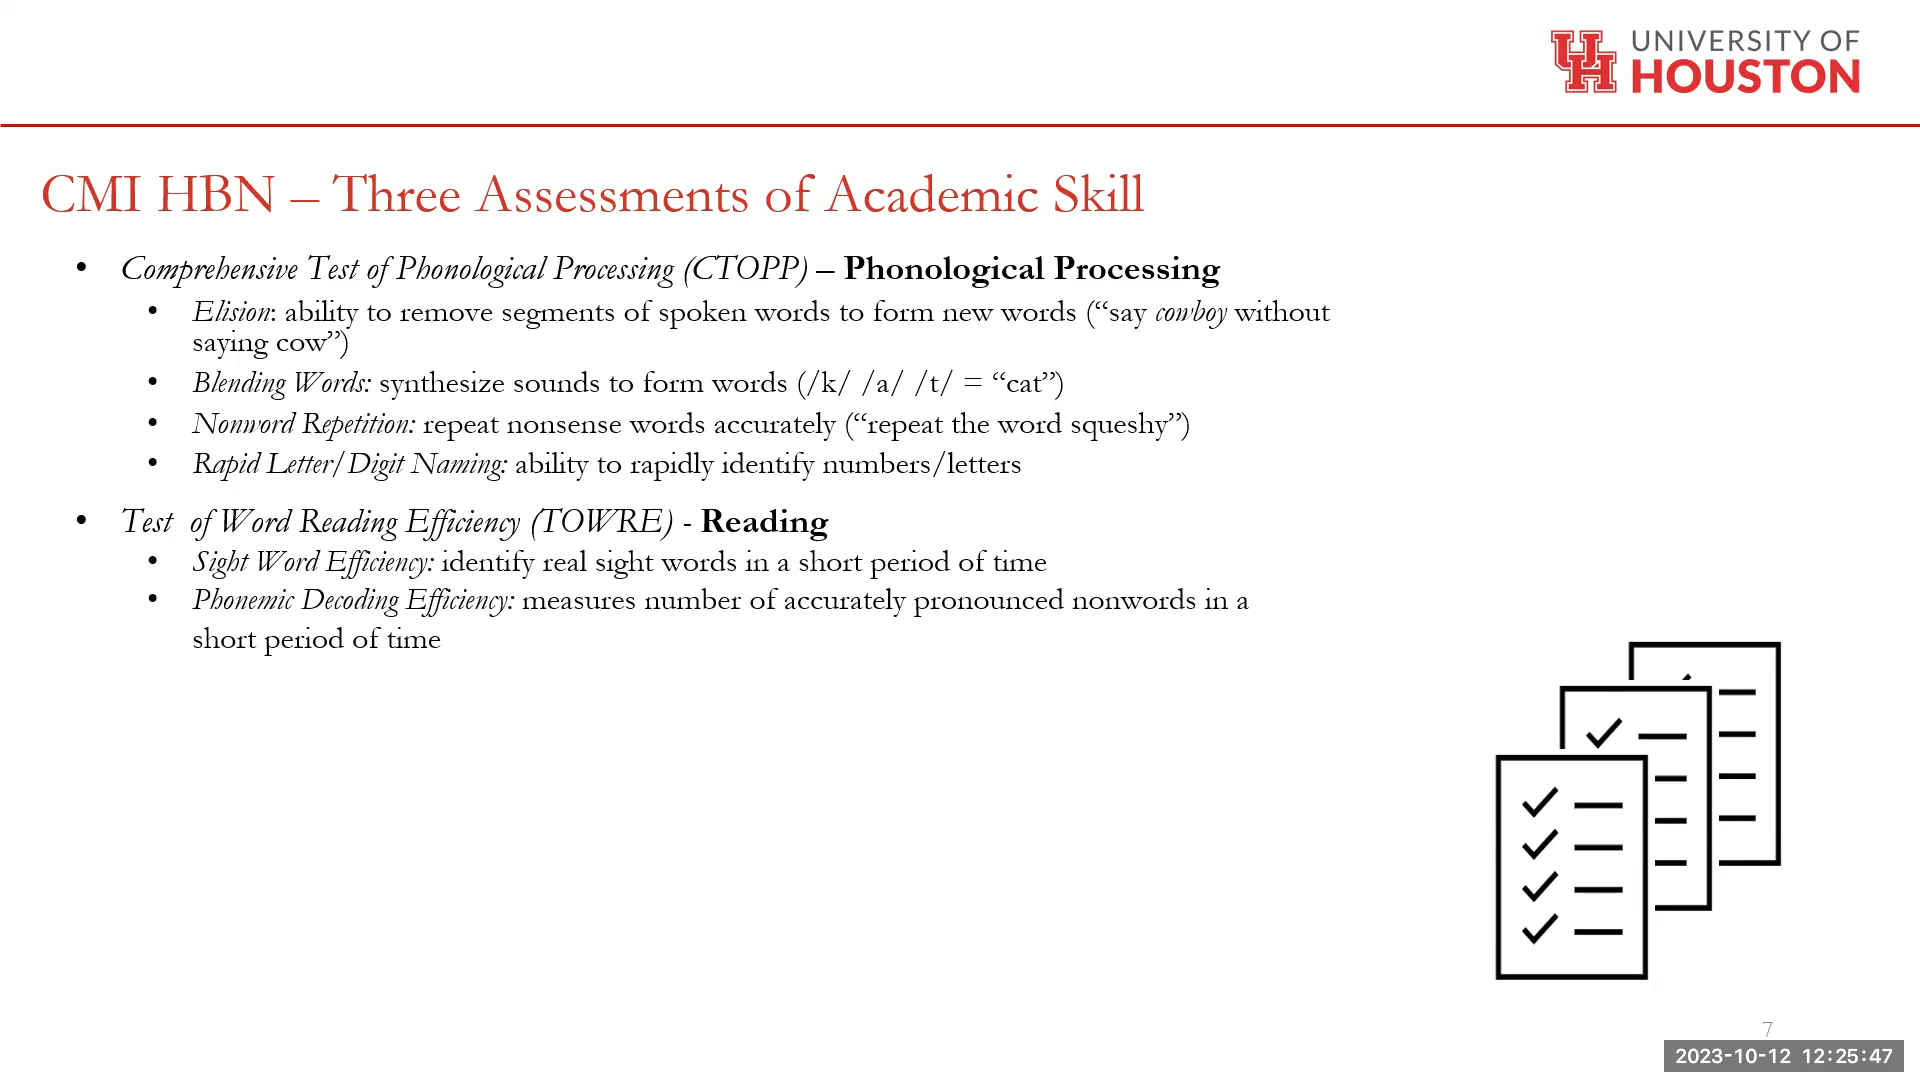 UNIVERSITY OF
HOUSTON
CMI HBN – Three Assessments of Academic Skill
• Comprehensive Test of Phonological Processing (CTOPP) – Phonological Processing
• Elision: ability to remove segments of spoken words to form new words (“say cowboy without
saying cow”)
• Blending Words: synthesize sounds to form words (/k/ /a/ /t/ = “cat”)
• Nonword Repetition: repeat nonsense words accurately (“repeat the word squeshy”)
• Rapid Letter/Digit Naming: ability to rapidly identify numbers/letters
• Test of Word Reading Efficiency (TOWRE) - Reading
• Sight Word Efficiency: identify real sight words in a short period of time
• Phonemic Decoding Efficiency: measures number of accurately pronounced nonwords in a
short period of time
7
2023-10-12 12:25:47